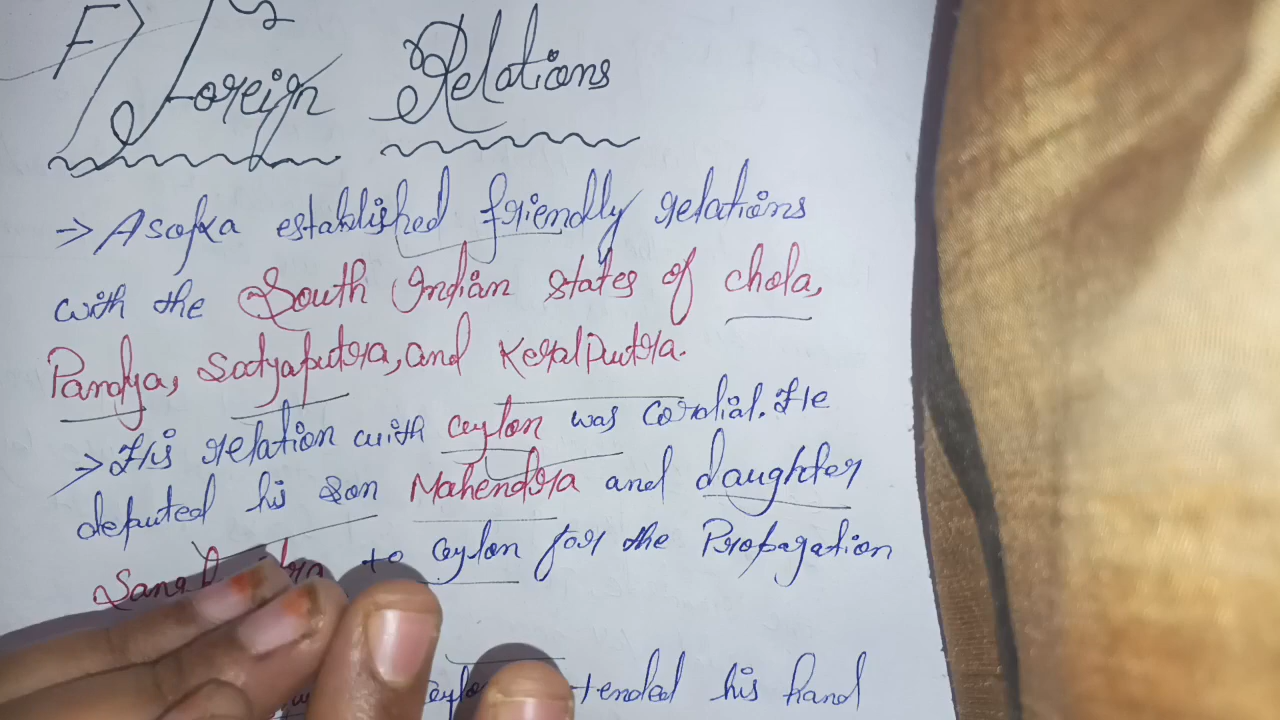 F) Foreign Relations
→ Asoka established friendly relations
with the South Indian states of chola,
Pandya, Satyaputra, and Keralputra.
→ His relation with Ceylon was cordial. He
deputed his son Mahendra and daughter
to Ceylon for the Propagation
his hand